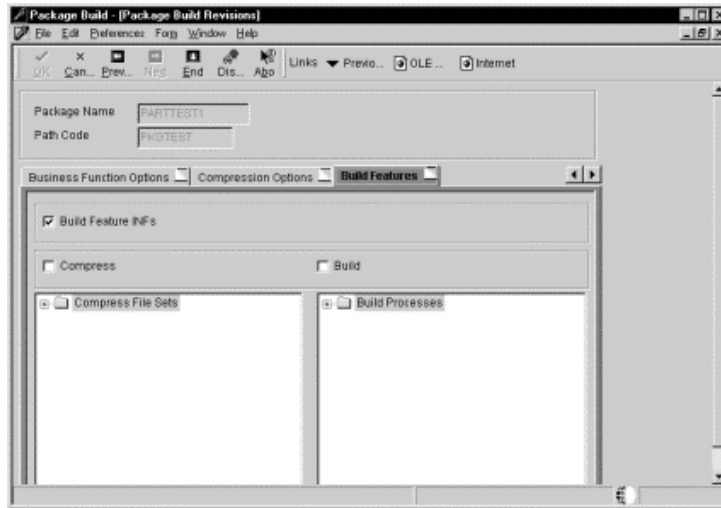 Package Build - [Package Build Revisions]
File Edit Preferences Form Window Help
OK Can... Prev... Next End Dis... Abo Links Previo... OLE ... Internet
Package Name PARTTEST
Path Code PKGTEST
Business Function Options Compression Options Build Features
Build Feature INFs
Compress Build
Compress File Sets Build Processes